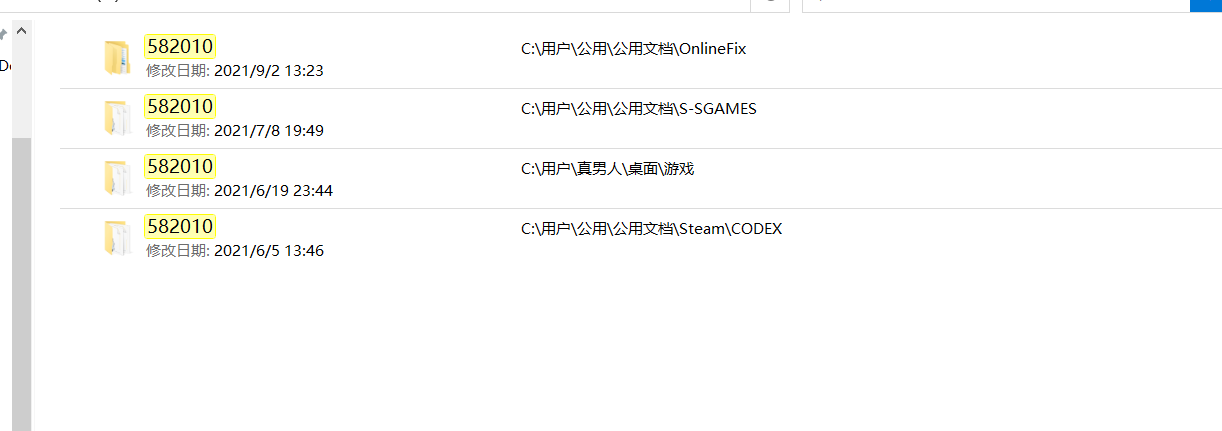 582010
C:\用户\公用\公用文档\OnlineFix
修改日期: 2021/9/2 13:23
582010
C:\用户\公用\公用文档\S-SGAMES
修改日期: 2021/7/8 19:49
582010
C:\用户\真男人\桌面\游戏
修改日期: 2021/6/19 23:44
582010
C:\用户\公用\公用文档\Steam\CODEX
修改日期: 2021/6/5 13:46